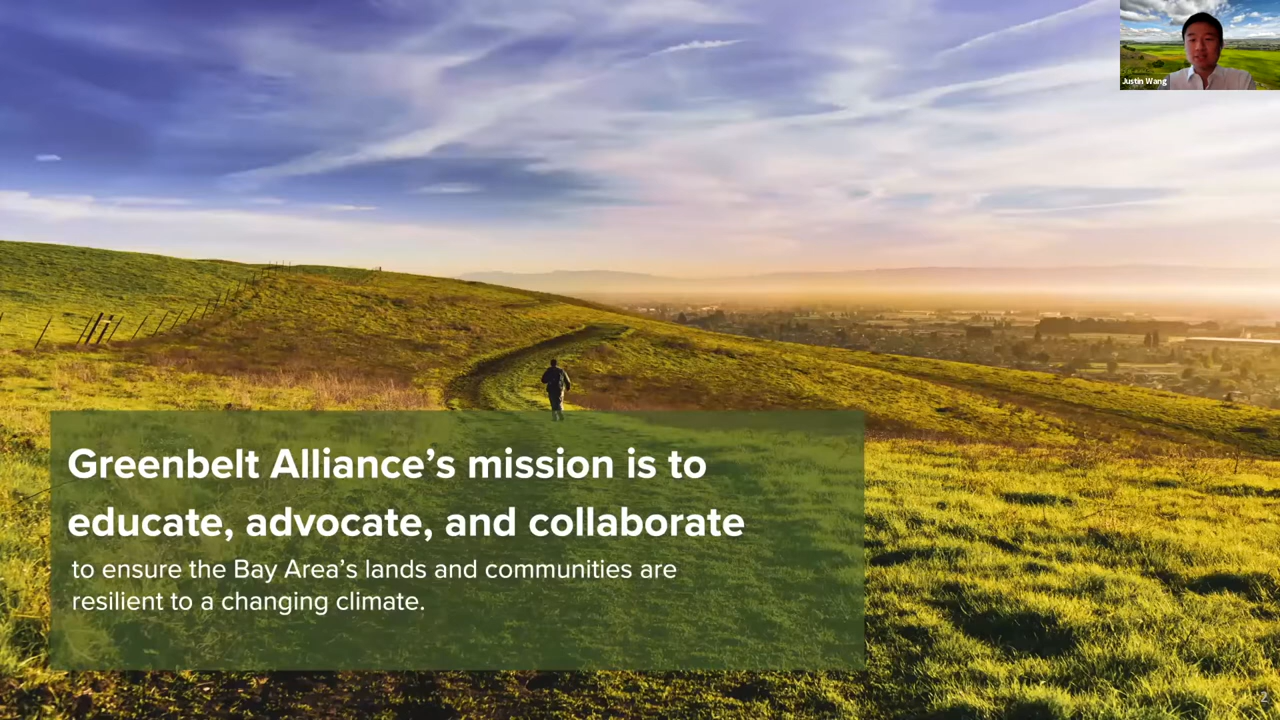 Justin Wang
Greenbelt Alliance’s mission is to
educate, advocate, and collaborate
to ensure the Bay Area’s lands and communities are
resilient to a changing climate.
2